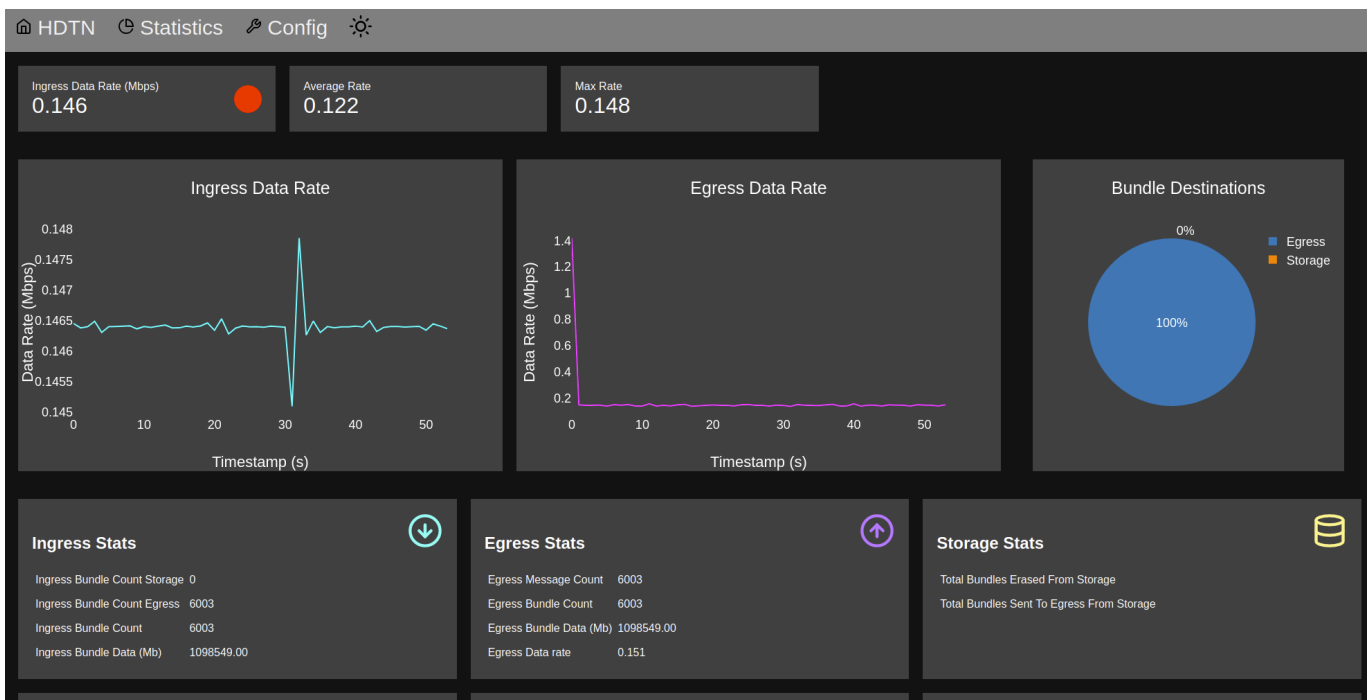 HDTN Statistics Config
Ingress Data Rate (Mbps)
0.146
Average Rate
0.122
Max Rate
0.148
Ingress Data Rate
Data Rate (Mbps)
0.148
0.1475
0.147
0.1465
0.146
0.1455
0.145
0 10 20 30 40 50
Timestamp (s)
Egress Data Rate
Data Rate (Mbps)
1.4
1.2
1
0.8
0.6
0.4
0.2
0 10 20 30 40 50
Timestamp (s)
Bundle Destinations
0%
100%
Egress
Storage
Ingress Stats
Ingress Bundle Count Storage 0
Ingress Bundle Count Egress 6003
Ingress Bundle Count 6003
Ingress Bundle Data (Mb) 1098549.00
Egress Stats
Egress Message Count 6003
Egress Bundle Count 6003
Egress Bundle Data (Mb) 1098549.00
Egress Data rate 0.151
Storage Stats
Total Bundles Erased From Storage
Total Bundles Sent To Egress From Storage